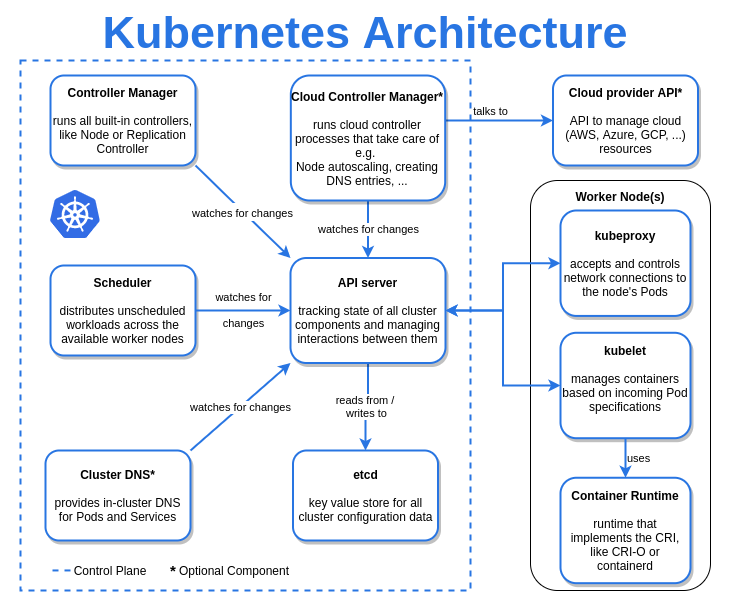 Kubernetes Architecture
Controller Manager
runs all built-in controllers,
like Node or Replication
Controller
Cloud Controller Manager*
runs cloud controller
processes that take care of
e.g.
Node autoscaling, creating
DNS entries, ...
talks to
Cloud provider API*
API to manage cloud
(AWS, Azure, GCP, ...)
resources
watches for changes
watches for changes
Worker Node(s)
kubeproxy
accepts and controls
network connections to
the node's Pods
Scheduler
distributes unscheduled
workloads across the
available worker nodes
watches for
changes
API server
tracking state of all cluster
components and managing
interactions between them
kubelet
manages containers
based on incoming Pod
specifications
watches for changes
reads from /
writes to
uses
Cluster DNS*
provides in-cluster DNS
for Pods and Services
etcd
key value store for all
cluster configuration data
Container Runtime
runtime that
implements the CRI,
like CRI-O or
containerd
Control Plane
* Optional Component